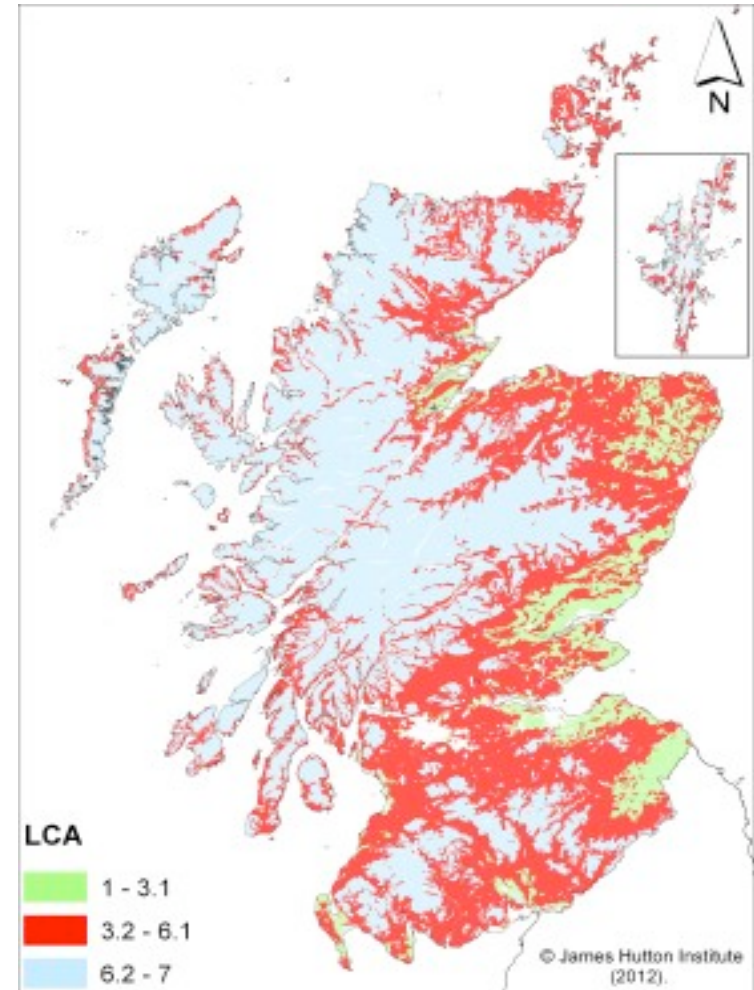 N
LCA
1 - 3.1
3.2 - 6.1
6.2 - 7
© James Hutton Institute
(2012).